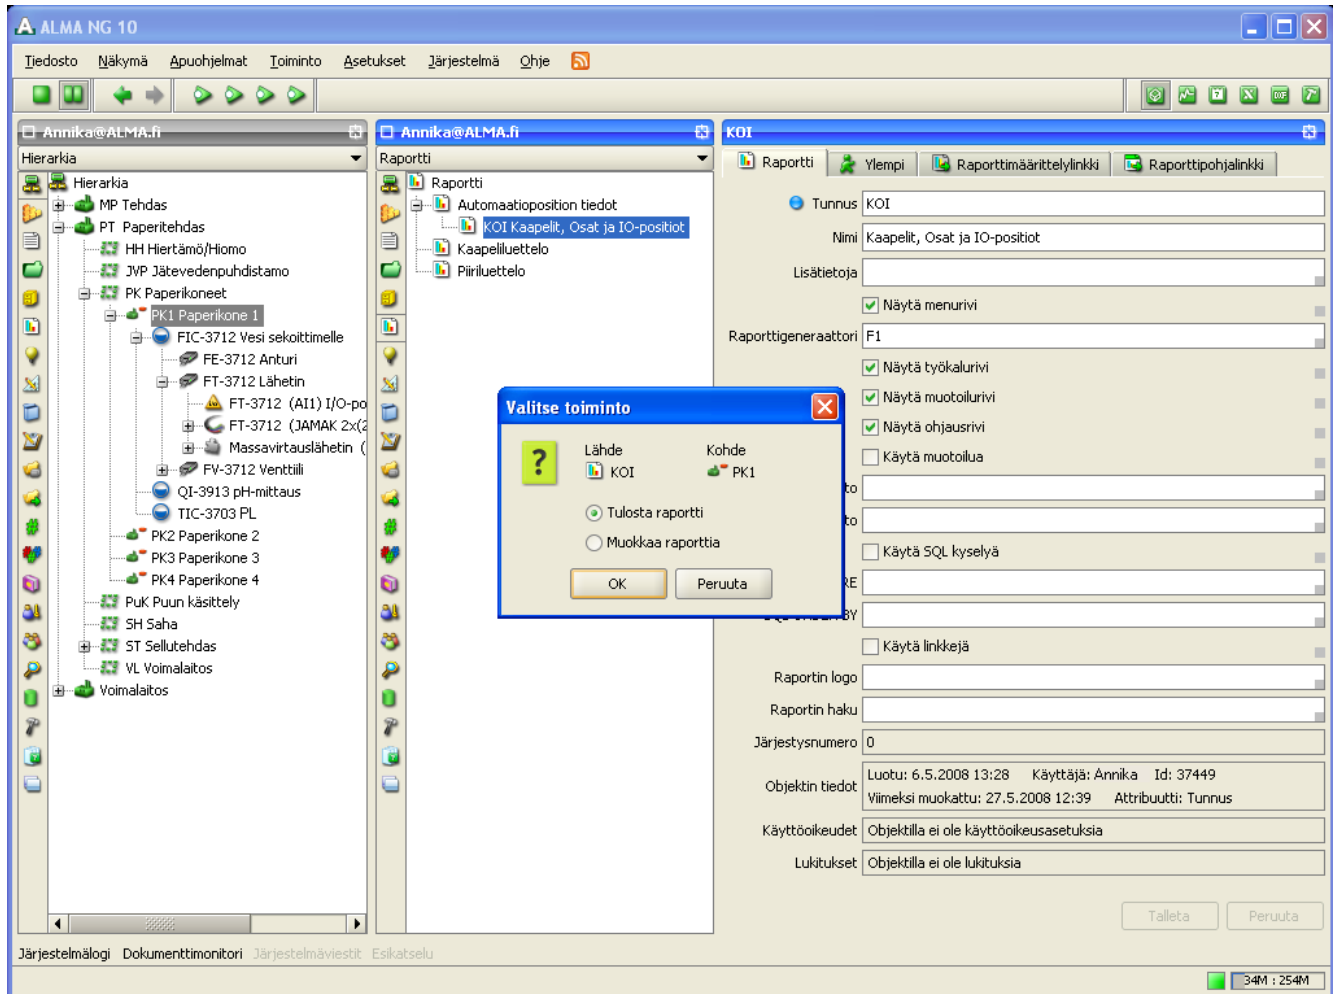 ALMA NG 10
Tiedosto Näkymä Apuohjelmat Toiminto Asetukset Järjestelmä Ohje
Annika@ALMA.fi
Hierarkia
Hierarkia
MP Tehdas
PT Paperitehdas
HH Hiertämö/Hiomo
JVP Jätevedenpuhdistamo
PK Paperikoneet
PK1 Paperikone 1
FIC-3712 Vesi sekoittimelle
FE-3712 Anturi
FT-3712 Lähetin
FT-3712 (AI1) I/O-po
FT-3712 (JAMAK 2x(2
Massavirtauslähetin (
FV-3712 Venttiili
QI-3913 pH-mittaus
TIC-3703 PL
PK2 Paperikone 2
PK3 Paperikone 3
PK4 Paperikone 4
PuK Puun käsittely
SH Saha
ST Sellutehdas
VL Voimalaitos
Voimalaitos
Annika@ALMA.fi
Raportti
Raportti
Automaatioposition tiedot
KOI Kaapelit, Osat ja IO-positiot
Kaapeliluettelo
Piiriluettelo
KOI
Raportti Ylempi Raporttimäärittelylinkki Raporttipohjalinkki
Tunnus KOI
Nimi Kaapelit, Osat ja IO-positiot
Lisätietoja
Näytä menurivi
Raporttigeneraattori F1
Näytä työkalurivi
Näytä muotoilurivi
Näytä ohjausrivi
Käytä muotoilua
to
to
Käytä SQL kyselyä
RE
BY
Käytä linkkejä
Raportin logo
Raportin haku
Järjestysnumero 0
Objektin tiedot Luotu: 6.5.2008 13:28 Käyttäjä: Annika Id: 37449
Viimeksi muokattu: 27.5.2008 12:39 Attribuutti: Tunnus
Käyttöoikeudet Objektilla ei ole käyttöoikeusasetuksia
Lukitukset Objektilla ei ole lukituksia
Talleta Peruuta
Valitse toiminto
?
Lähde Kohde
KOI PK1
Tulosta raportti
Muokkaa raporttia
OK Peruuta
Järjestelmälogi Dokumenttimonitori Järjestelmäviestit Esikatselu
34M : 254M